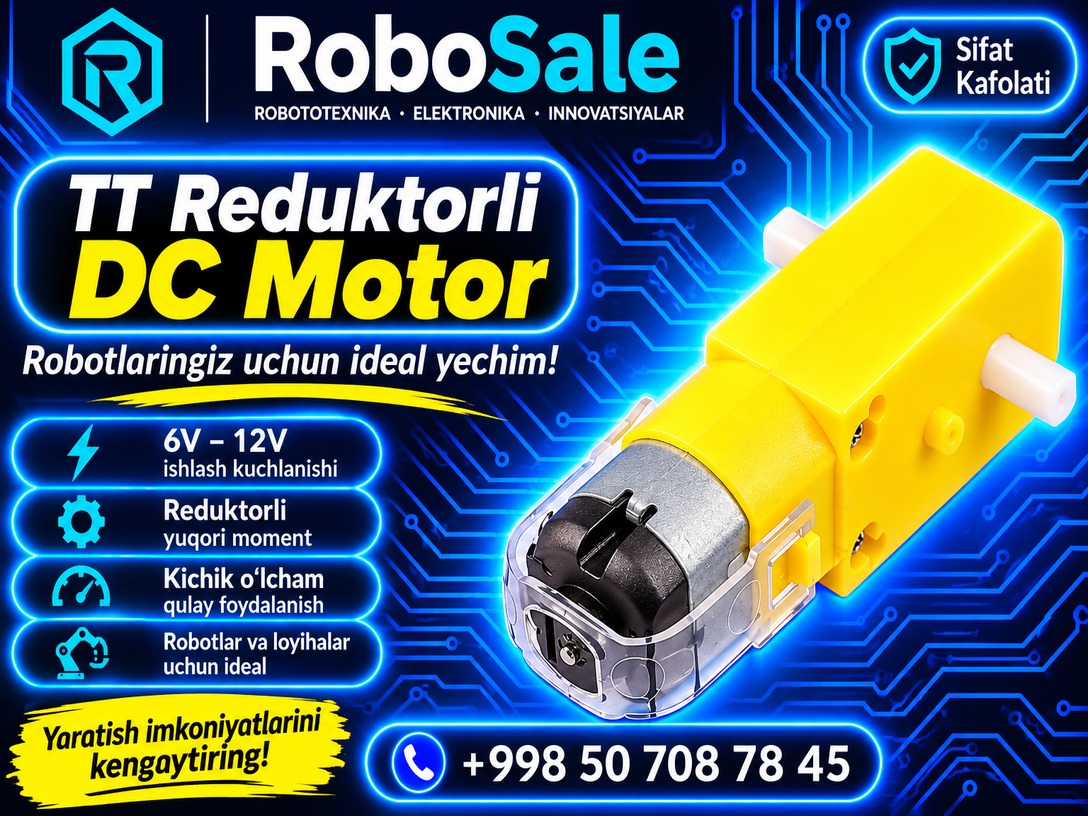 RoboSale
ROBOTOTEXNIKA • ELEKTRONIKA • INNOVATSIYALAR
Sifat
Kafolati
TT Reduktorli
DC Motor
Robotlaringiz uchun ideal yechim!
6V – 12V
ishlash kuchlanishi
Reduktorli
yuqori moment
Kichik o‘lcham
qulay foydalanish
Robotlar va loyihalar
uchun ideal
Yaratish imkoniyatlarini
kengaytiring!
+998 50 708 78 45